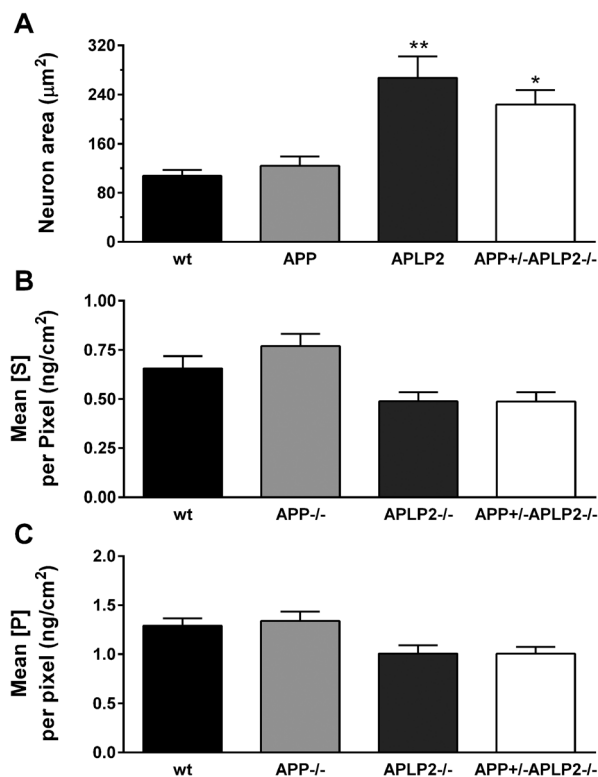 A
Neuron area (μm2)
320
240
160
80
0
**
*
wt APP APLP2 APP+/-APLP2-/-
B
Mean [S]
per Pixel (ng/cm2)
1.00
0.75
0.50
0.25
0.00
wt APP-/- APLP2-/- APP+/-APLP2-/-
C
Mean [P]
per pixel (ng/cm2)
2.0
1.5
1.0
0.5
0.0
wt APP-/- APLP2-/- APP+/-APLP2-/-